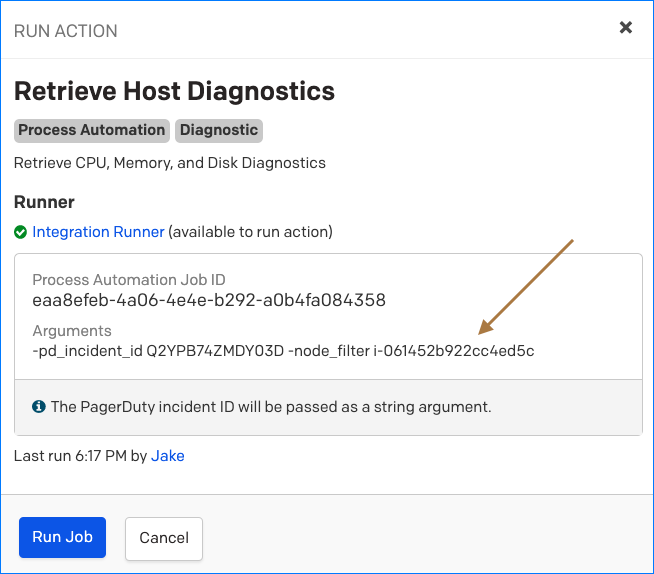 RUN ACTION
Retrieve Host Diagnostics
Process Automation Diagnostic
Retrieve CPU, Memory, and Disk Diagnostics
Runner
Integration Runner (available to run action)
Process Automation Job ID
eaa8efeb-4a06-4e4e-b292-a0b4fa084358
Arguments
-pd_incident_id Q2YPB74ZMDY03D -node_filter i-061452b922cc4ed5c
The PagerDuty incident ID will be passed as a string argument.
Last run 6:17 PM by Jake
Run Job Cancel